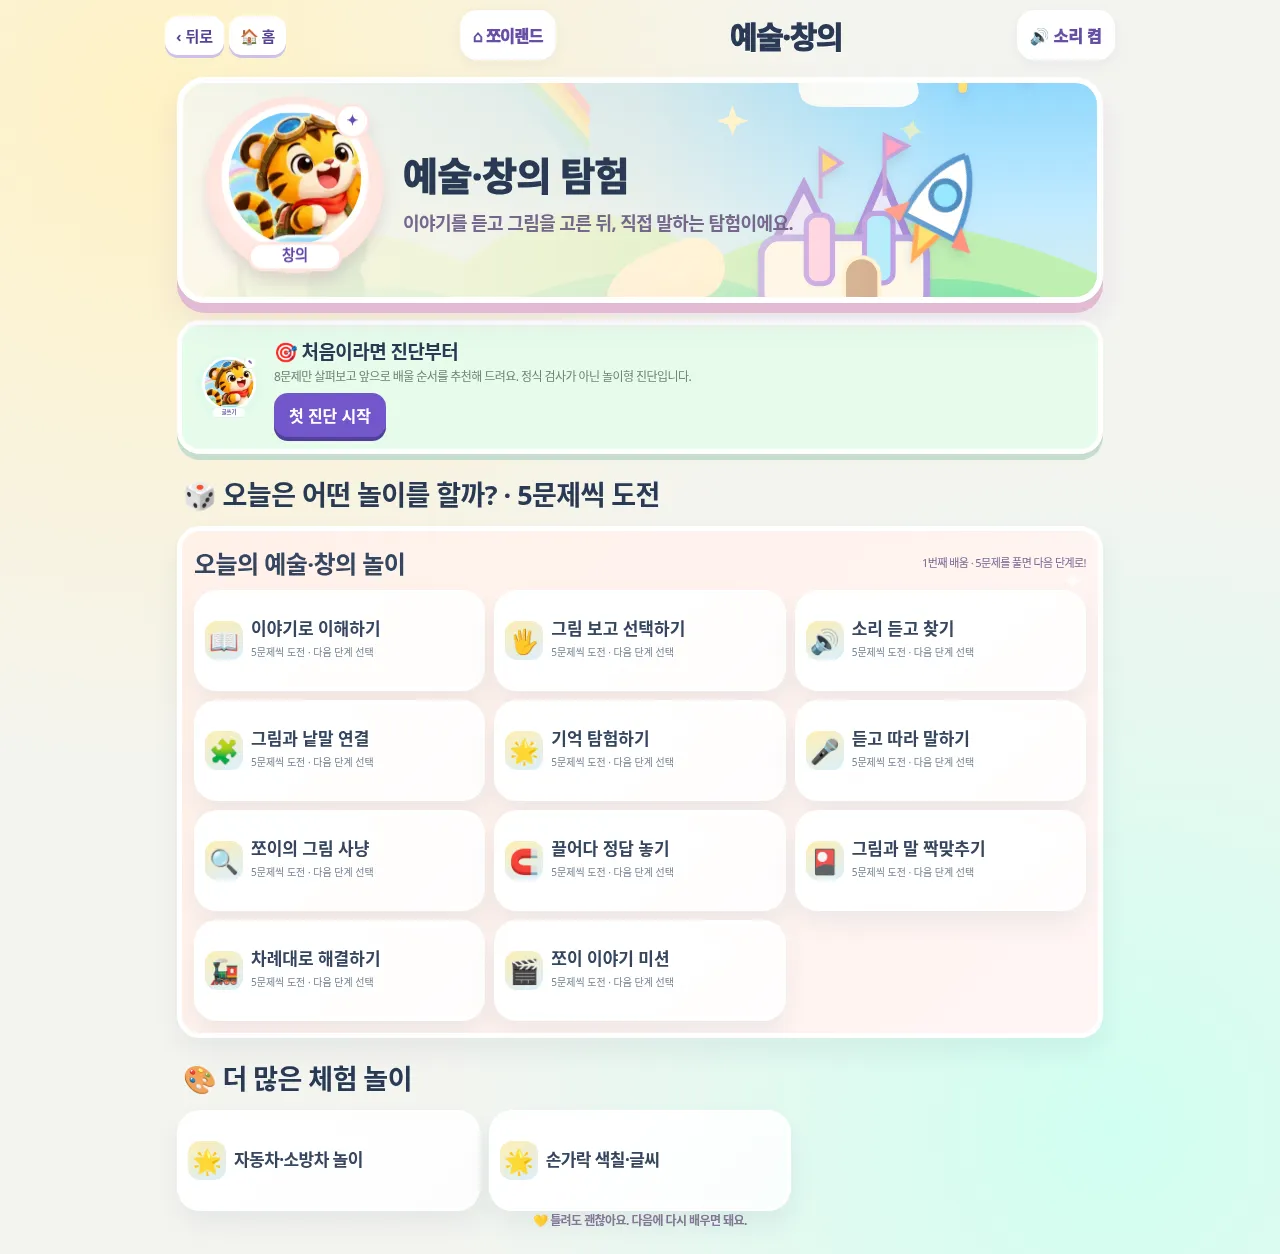 ‹ 뒤로
🏠 홈
⌂ 쪼이랜드
예술·창의
🔊 소리 켬
✦
창의
예술·창의 탐험
이야기를 듣고 그림을 고른 뒤, 직접 말하는 탐험이에요.
글쓰기
🎯 처음이라면 진단부터
8문제만 살펴보고 앞으로 배울 순서를 추천해 드려요. 정식 검사가 아닌 놀이형 진단입니다.
첫 진단 시작
🎲 오늘은 어떤 놀이를 할까? · 5문제씩 도전
오늘의 예술·창의 놀이
1번째 배움 · 5문제를 풀면 다음 단계로!
이야기로 이해하기
5문제씩 도전 · 다음 단계 선택
그림 보고 선택하기
5문제씩 도전 · 다음 단계 선택
소리 듣고 찾기
5문제씩 도전 · 다음 단계 선택
그림과 낱말 연결
5문제씩 도전 · 다음 단계 선택
기억 탐험하기
5문제씩 도전 · 다음 단계 선택
듣고 따라 말하기
5문제씩 도전 · 다음 단계 선택
쪼이의 그림 사냥
5문제씩 도전 · 다음 단계 선택
끌어다 정답 놓기
5문제씩 도전 · 다음 단계 선택
그림과 말 짝맞추기
5문제씩 도전 · 다음 단계 선택
차례대로 해결하기
5문제씩 도전 · 다음 단계 선택
쪼이 이야기 미션
5문제씩 도전 · 다음 단계 선택
🎨 더 많은 체험 놀이
자동차·소방차 놀이
손가락 색칠·글씨
💛 틀려도 괜찮아요. 다음에 다시 배우면 돼요.